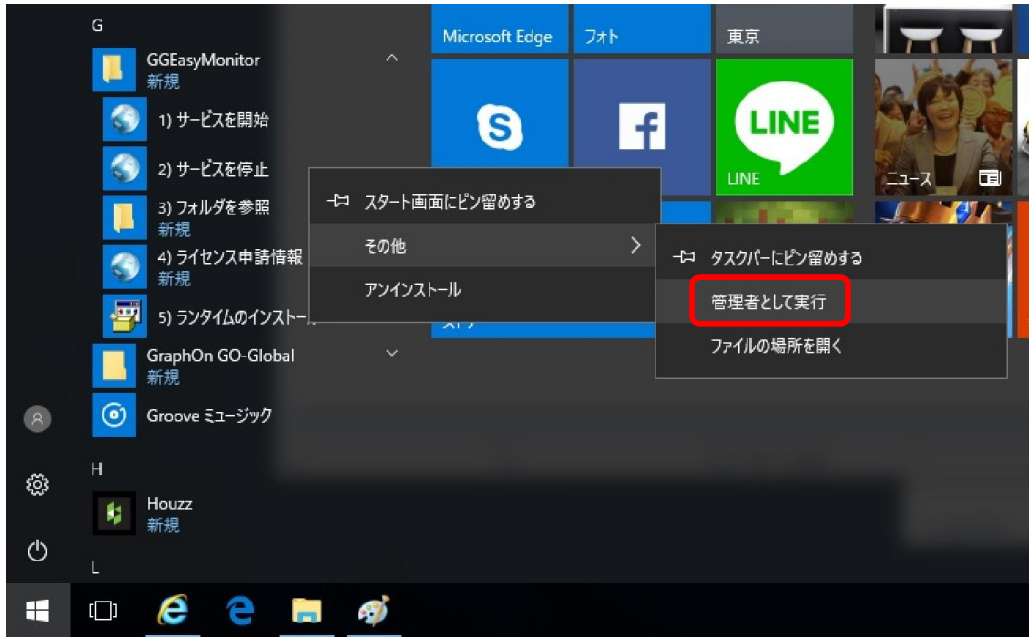 G
GGEasyMonitor
新規
1) サービスを開始
2) サービスを停止
3) フォルダを参照
新規
4) ライセンス申請情報
新規
5) ランタイムのインストー
GraphOn GO-Global
新規
Groove ミュージック
H
Houzz
新規
L
Microsoft Edge
フォト
東京
LINE
LINE
ニュース
ストア
スタート画面にピン留めする
その他
アンインストール
タスクバーにピン留めする
管理者として実行
ファイルの場所を開く